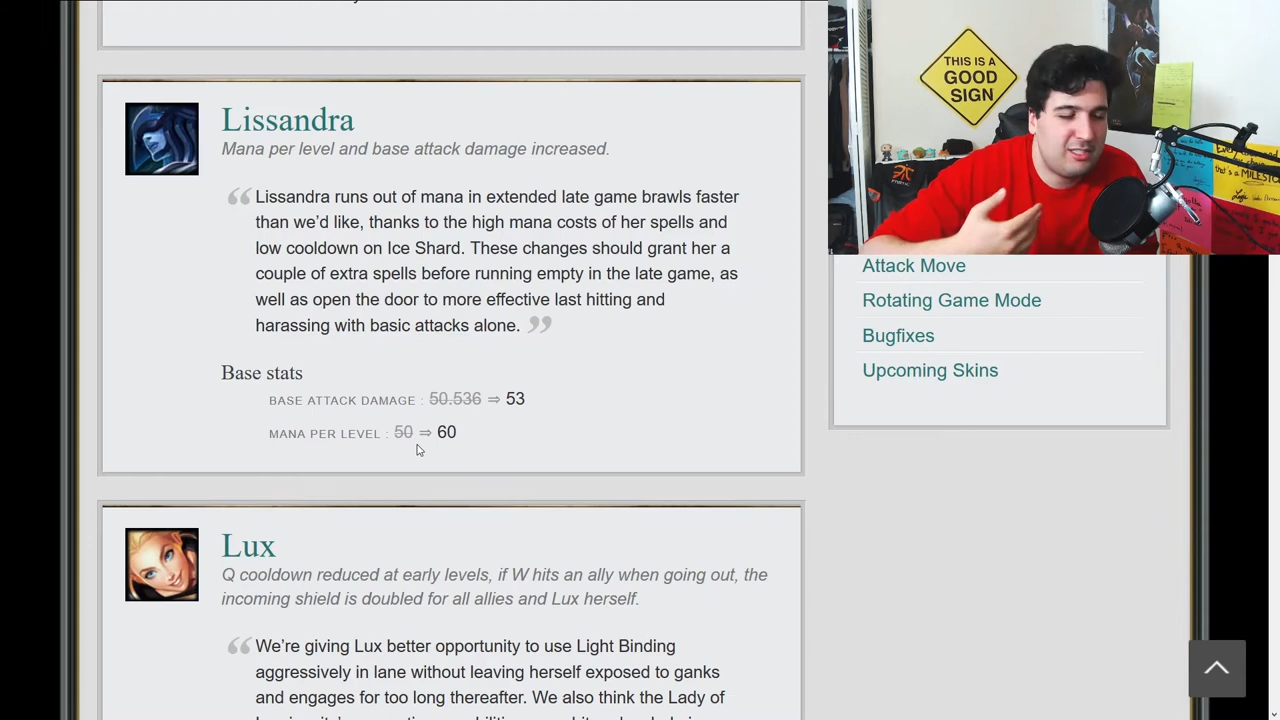 Lissandra
Mana per level and base attack damage increased.
Lissandra runs out of mana in extended late game brawls faster
than we'd like, thanks to the high mana costs of her spells and
low cooldown on Ice Shard. These changes should grant her a
couple of extra spells before running empty in the late game, as
well as open the door to more effective last hitting and
harassing with basic attacks alone.
Base stats
BASE ATTACK DAMAGE : 50.536 ⇒ 53
MANA PER LEVEL : 50 ⇒ 60
Lux
Q cooldown reduced at early levels, if W hits an ally when going out, the
incoming shield is doubled for all allies and Lux herself.
We're giving Lux better opportunity to use Light Binding
aggressively in lane without leaving herself exposed to ganks
and engages for too long thereafter. We also think the Lady of
THIS IS A
GOOD
SIGN
FNATIC
that's a MILESTO
Attack Move
Rotating Game Mode
Bugfixes
Upcoming Skins